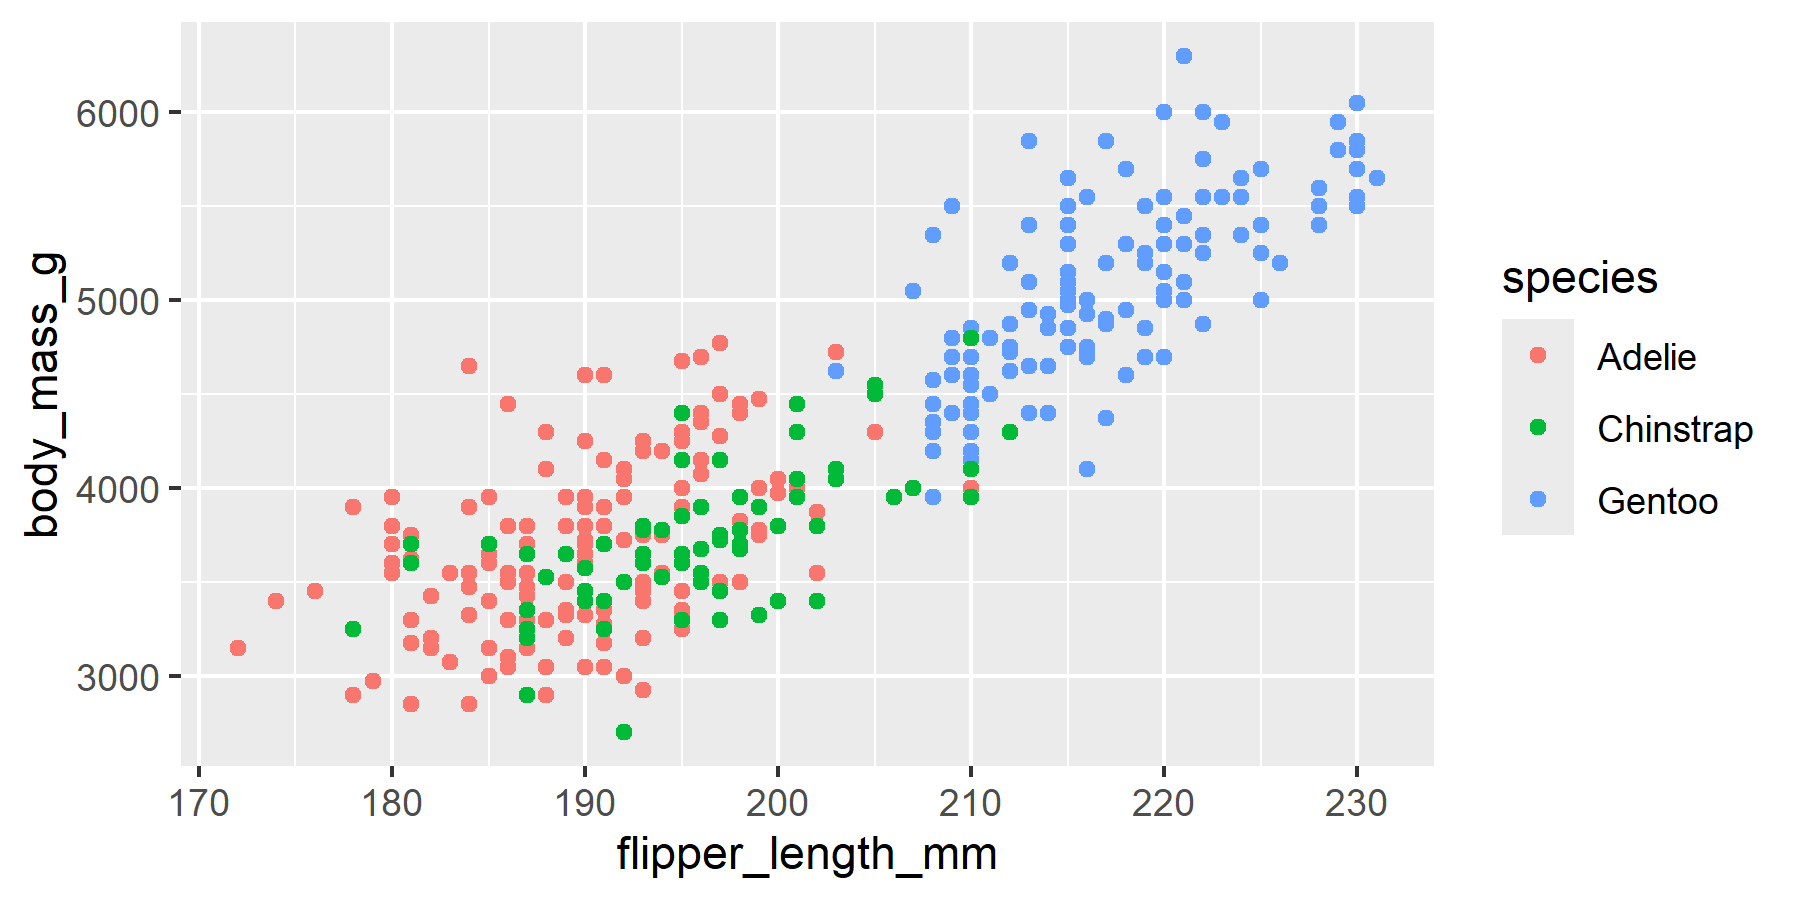 6000
5000
4000
3000
body_mass_g
170 180 190 200 210 220 230
flipper_length_mm
species
Adelie
Chinstrap
Gentoo